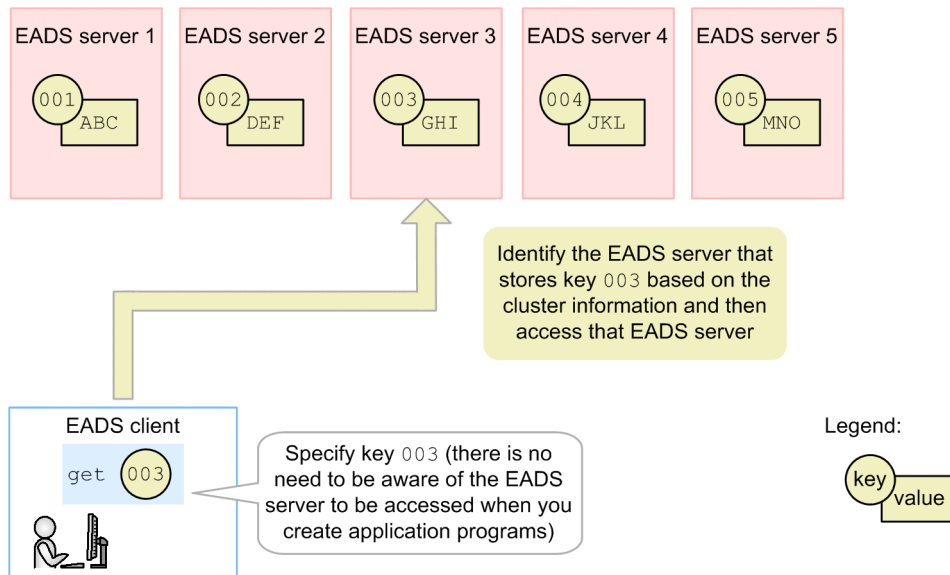 EADS server 1
EADS server 2
EADS server 3
EADS server 4
EADS server 5
001
ABC
002
DEF
003
GHI
004
JKL
005
MNO
Identify the EADS server that
stores key 003 based on the
cluster information and then
access that EADS server
EADS client
get 003
Specify key 003 (there is no
need to be aware of the EADS
server to be accessed when you
create application programs)
Legend:
key
value